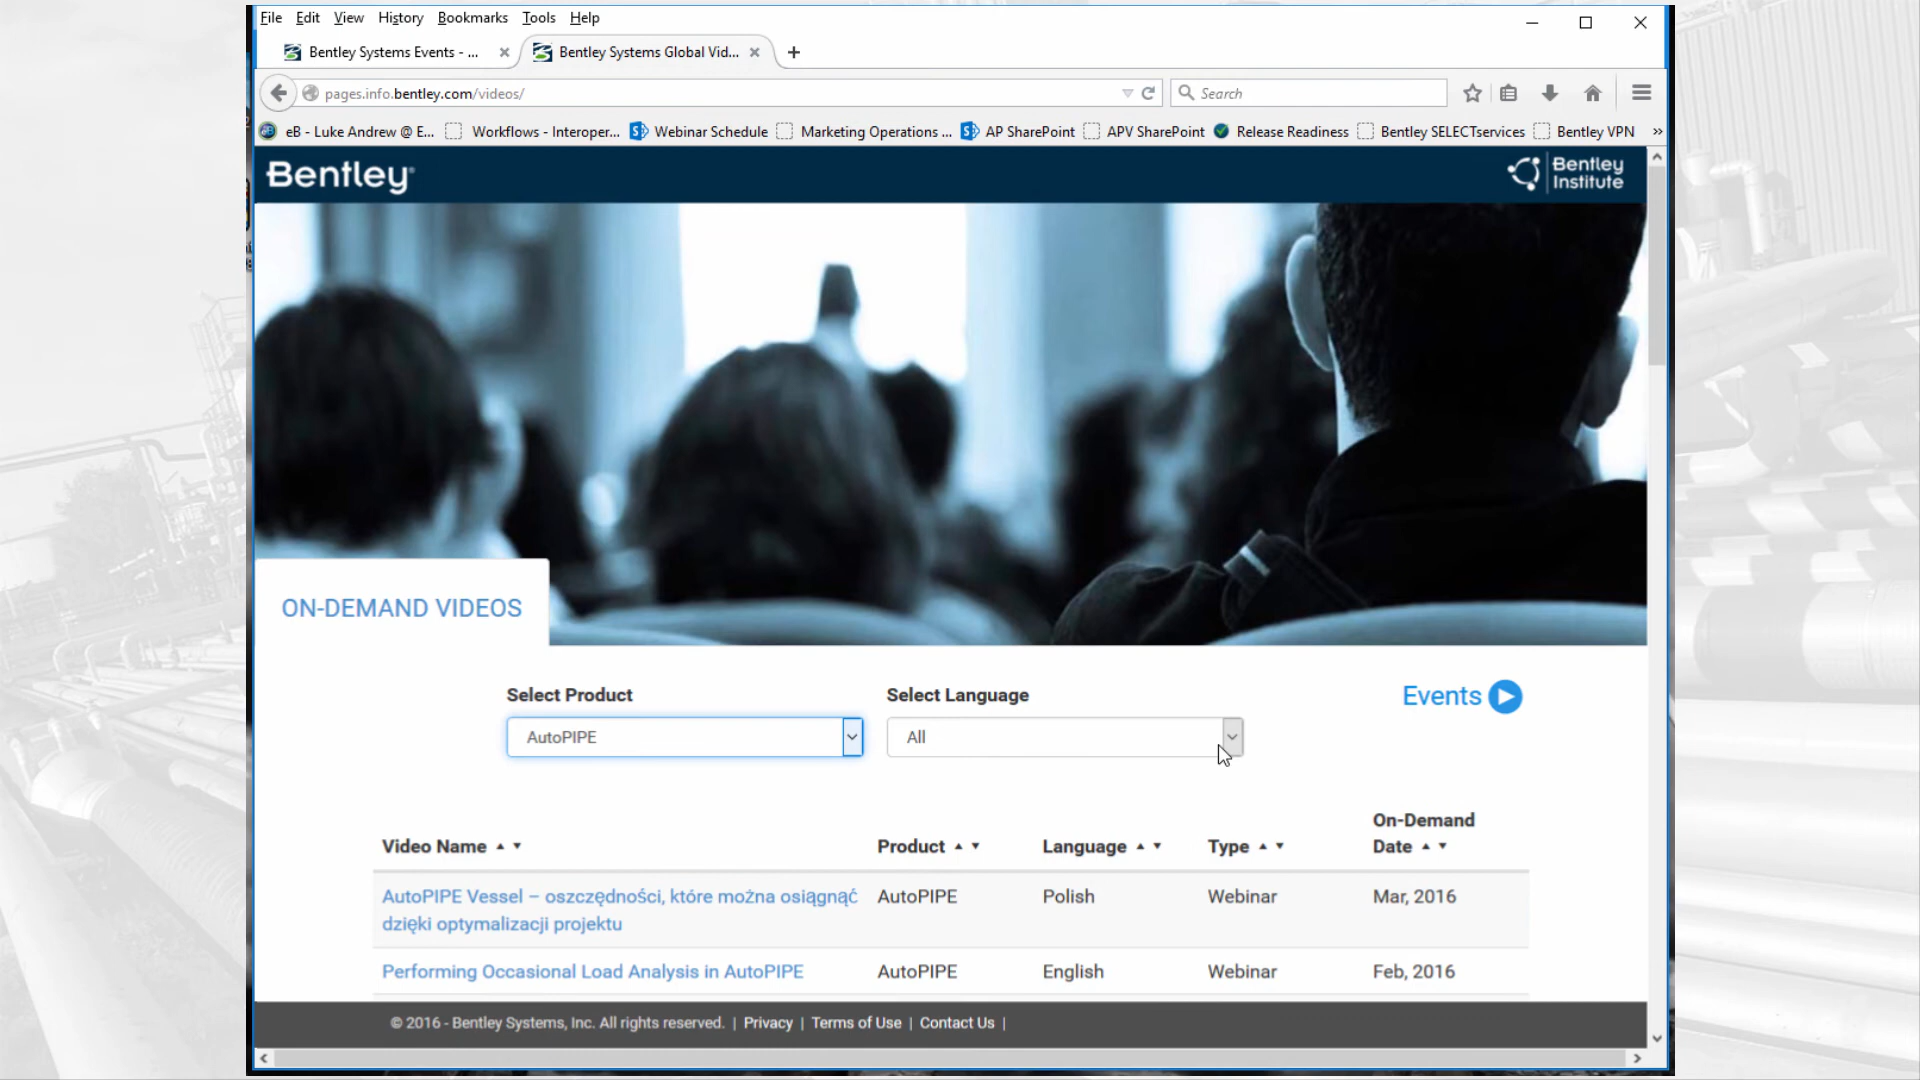 File Edit View History Bookmarks Tools Help
Bentley Systems Events - ... Bentley Systems Global Vid...
pages.info.bentley.com/videos/ Search
eB - Luke Andrew @ E... Workflows - Interoper... Webinar Schedule Marketing Operations ... AP SharePoint APV SharePoint Release Readiness Bentley SELECTservices Bentley VPN
Bentley
Bentley
Institute
ON-DEMAND VIDEOS
Select Product Select Language Events
AutoPIPE All
On-Demand
Video Name Product Language Type Date
AutoPIPE Vessel – oszczędności, które można osiągnąć AutoPIPE Polish Webinar Mar, 2016
dzięki optymalizacji projektu
Performing Occasional Load Analysis in AutoPIPE AutoPIPE English Webinar Feb, 2016
© 2016 - Bentley Systems, Inc. All rights reserved. | Privacy | Terms of Use | Contact Us |